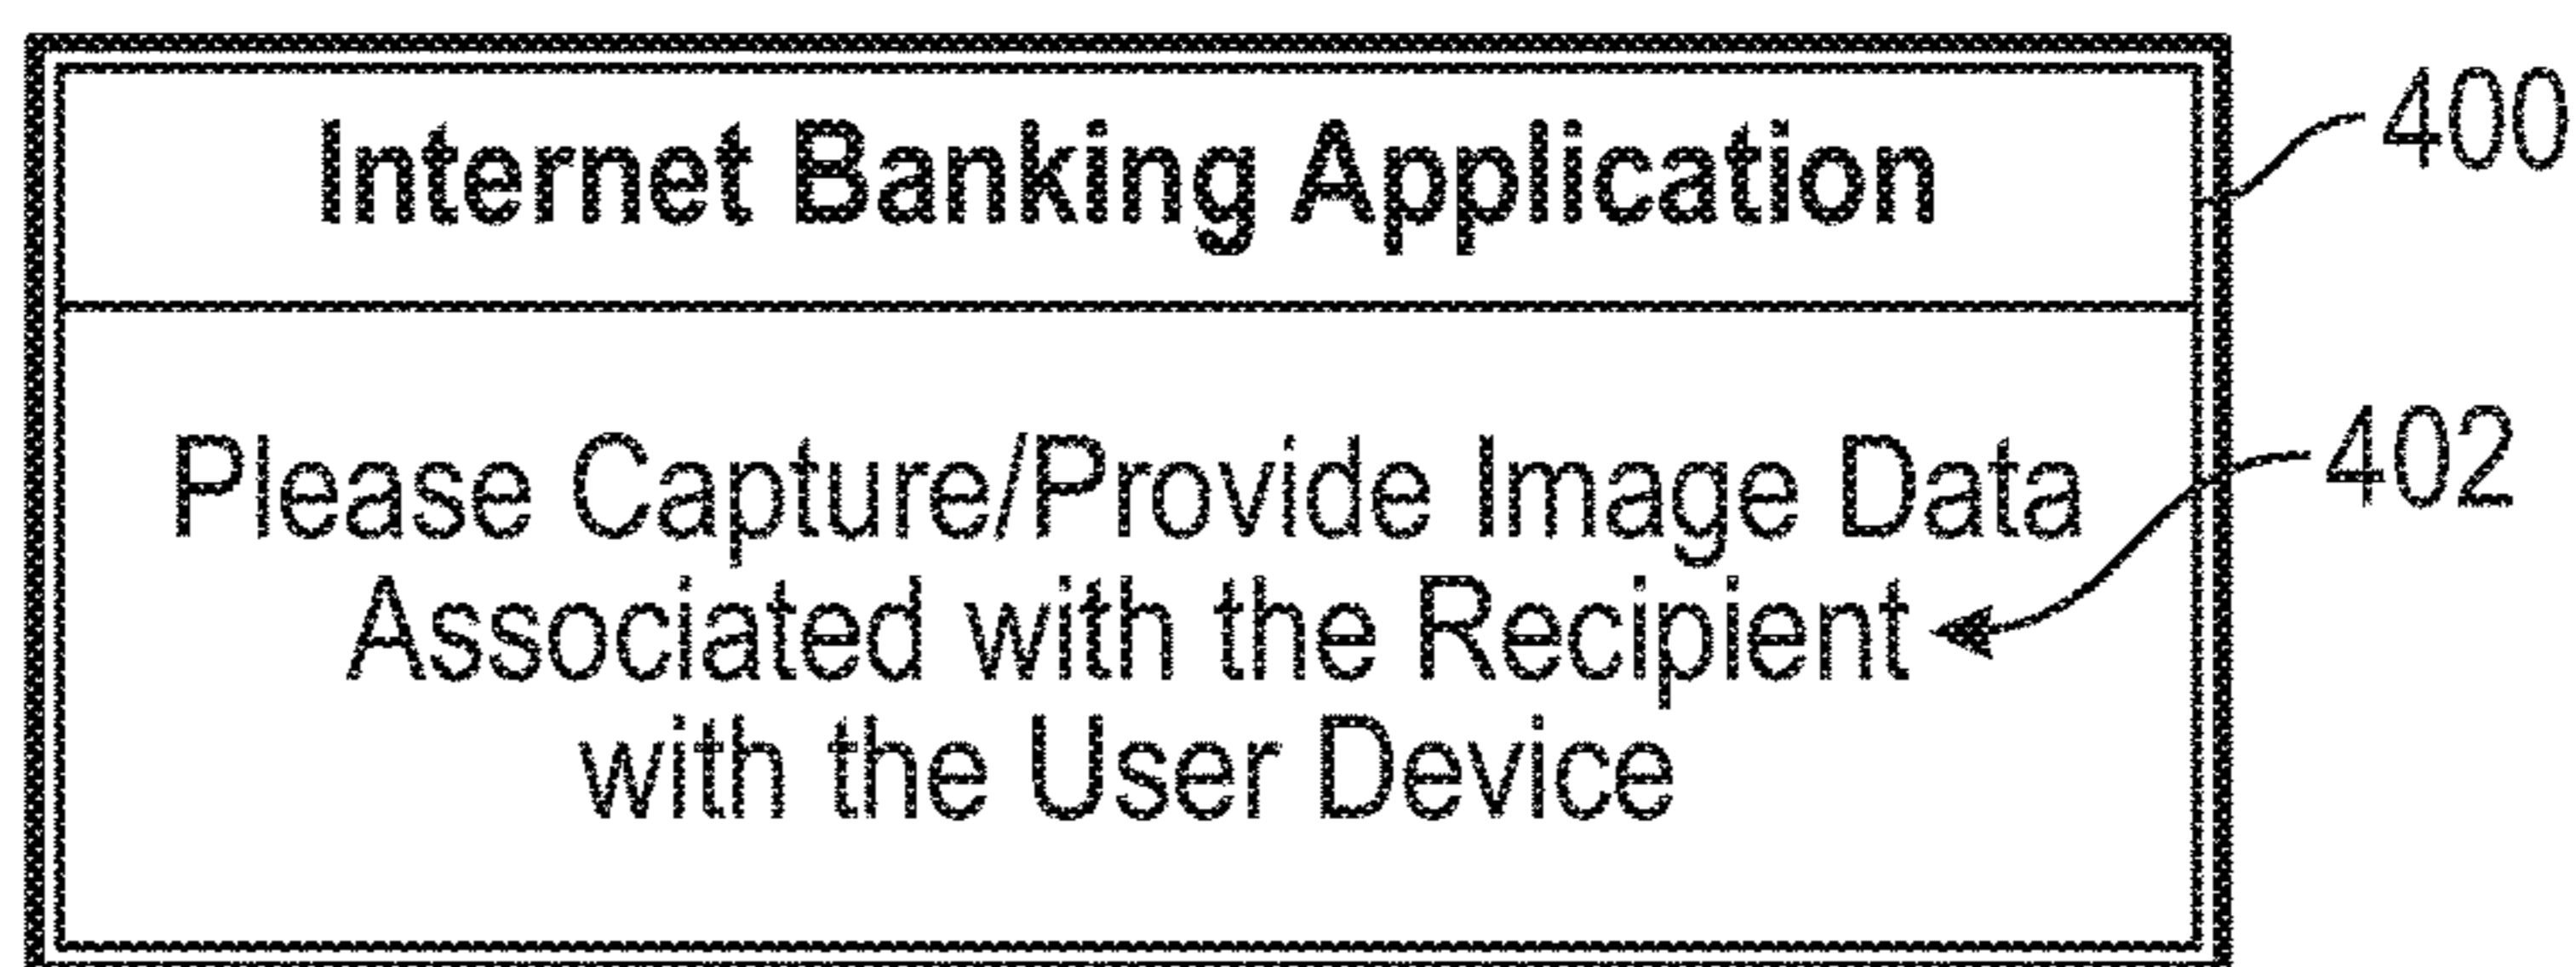 Internet Banking Application
400
Please Capture/Provide Image Data
402
Associated with the Recipient
with the User Device